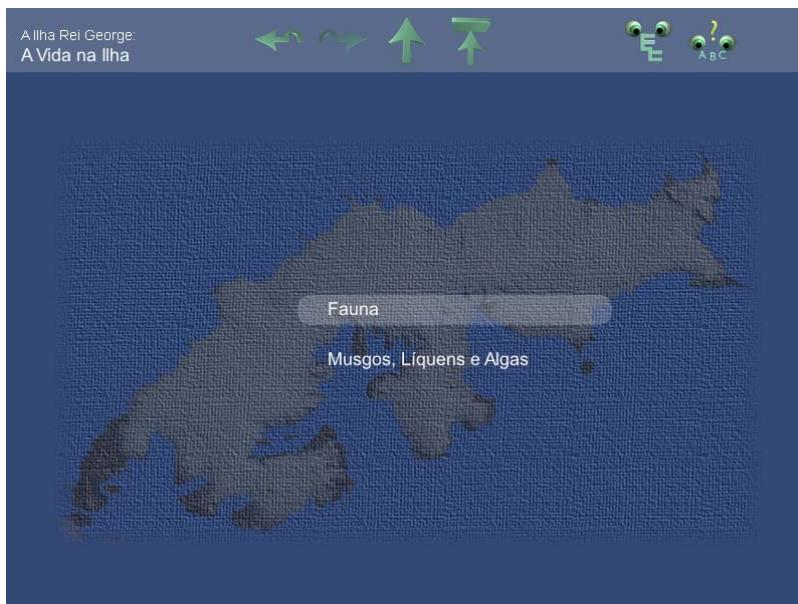 A Ilha Rei George:
A Vida na Ilha
E
E
?
A B C
Fauna
Musgos, Líquens e Algas